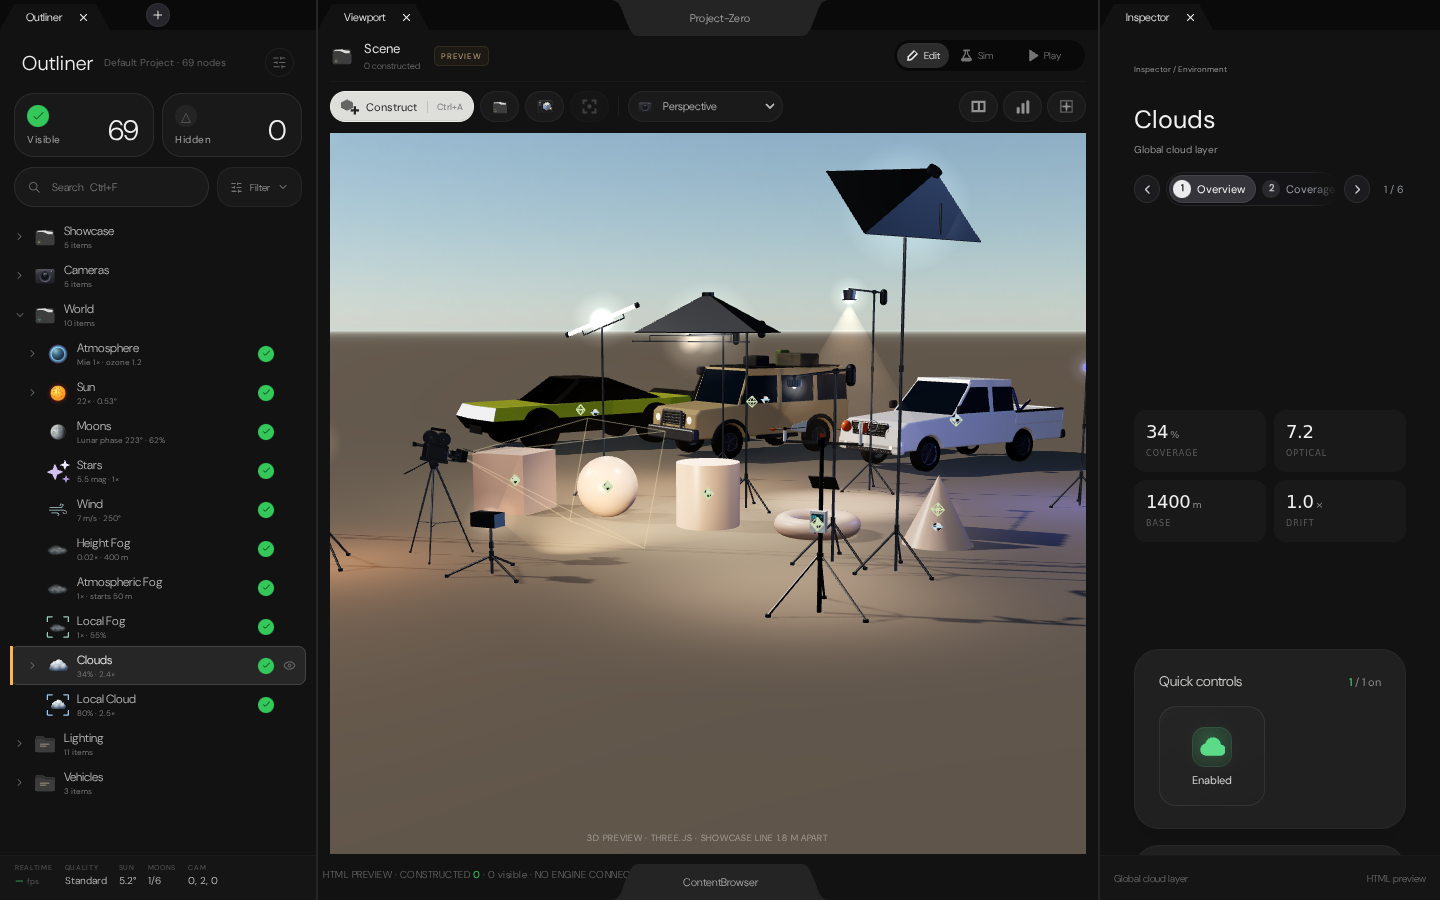 Outliner
Viewport
Project-Zero
Inspector
Outliner
Default Project · 69 nodes
Visible
69
Hidden
0
Search Ctrl+F
Filter
Showcase
5 items
Cameras
5 items
World
10 items
Atmosphere
Mie 1× · ozone 1.2
Sun
22× · 0.53°
Moons
Lunar phase 223° · 62%
Stars
5.5 mag · 1×
Wind
7 m/s · 250°
Height Fog
0.02× · 400 m
Atmospheric Fog
1× · starts 50 m
Local Fog
1× · 55%
Clouds
34% · 2.4×
Local Cloud
80% · 2.5×
Lighting
11 items
Vehicles
3 items
REALTIME QUALITY SUN MOONS CAM
— fps Standard 5.2° 1/6 0, 2, 0
Scene
0 constructed
PREVIEW
Edit
Sim
Play
Construct
Ctrl+A
Perspective
3D PREVIEW · THREE.JS · SHOWCASE LINE 18 M APART
HTML PREVIEW · CONSTRUCTED 0 · 0 visible · NO ENGINE CONNEC
ContentBrowser
Inspector / Environment
Clouds
Global cloud layer
1 Overview
2 Coverage
1 / 6
34 %
COVERAGE
7.2
OPTICAL
1400 m
BASE
1.0 ×
DRIFT
Quick controls
1 / 1 on
Enabled
Global cloud layer
HTML preview